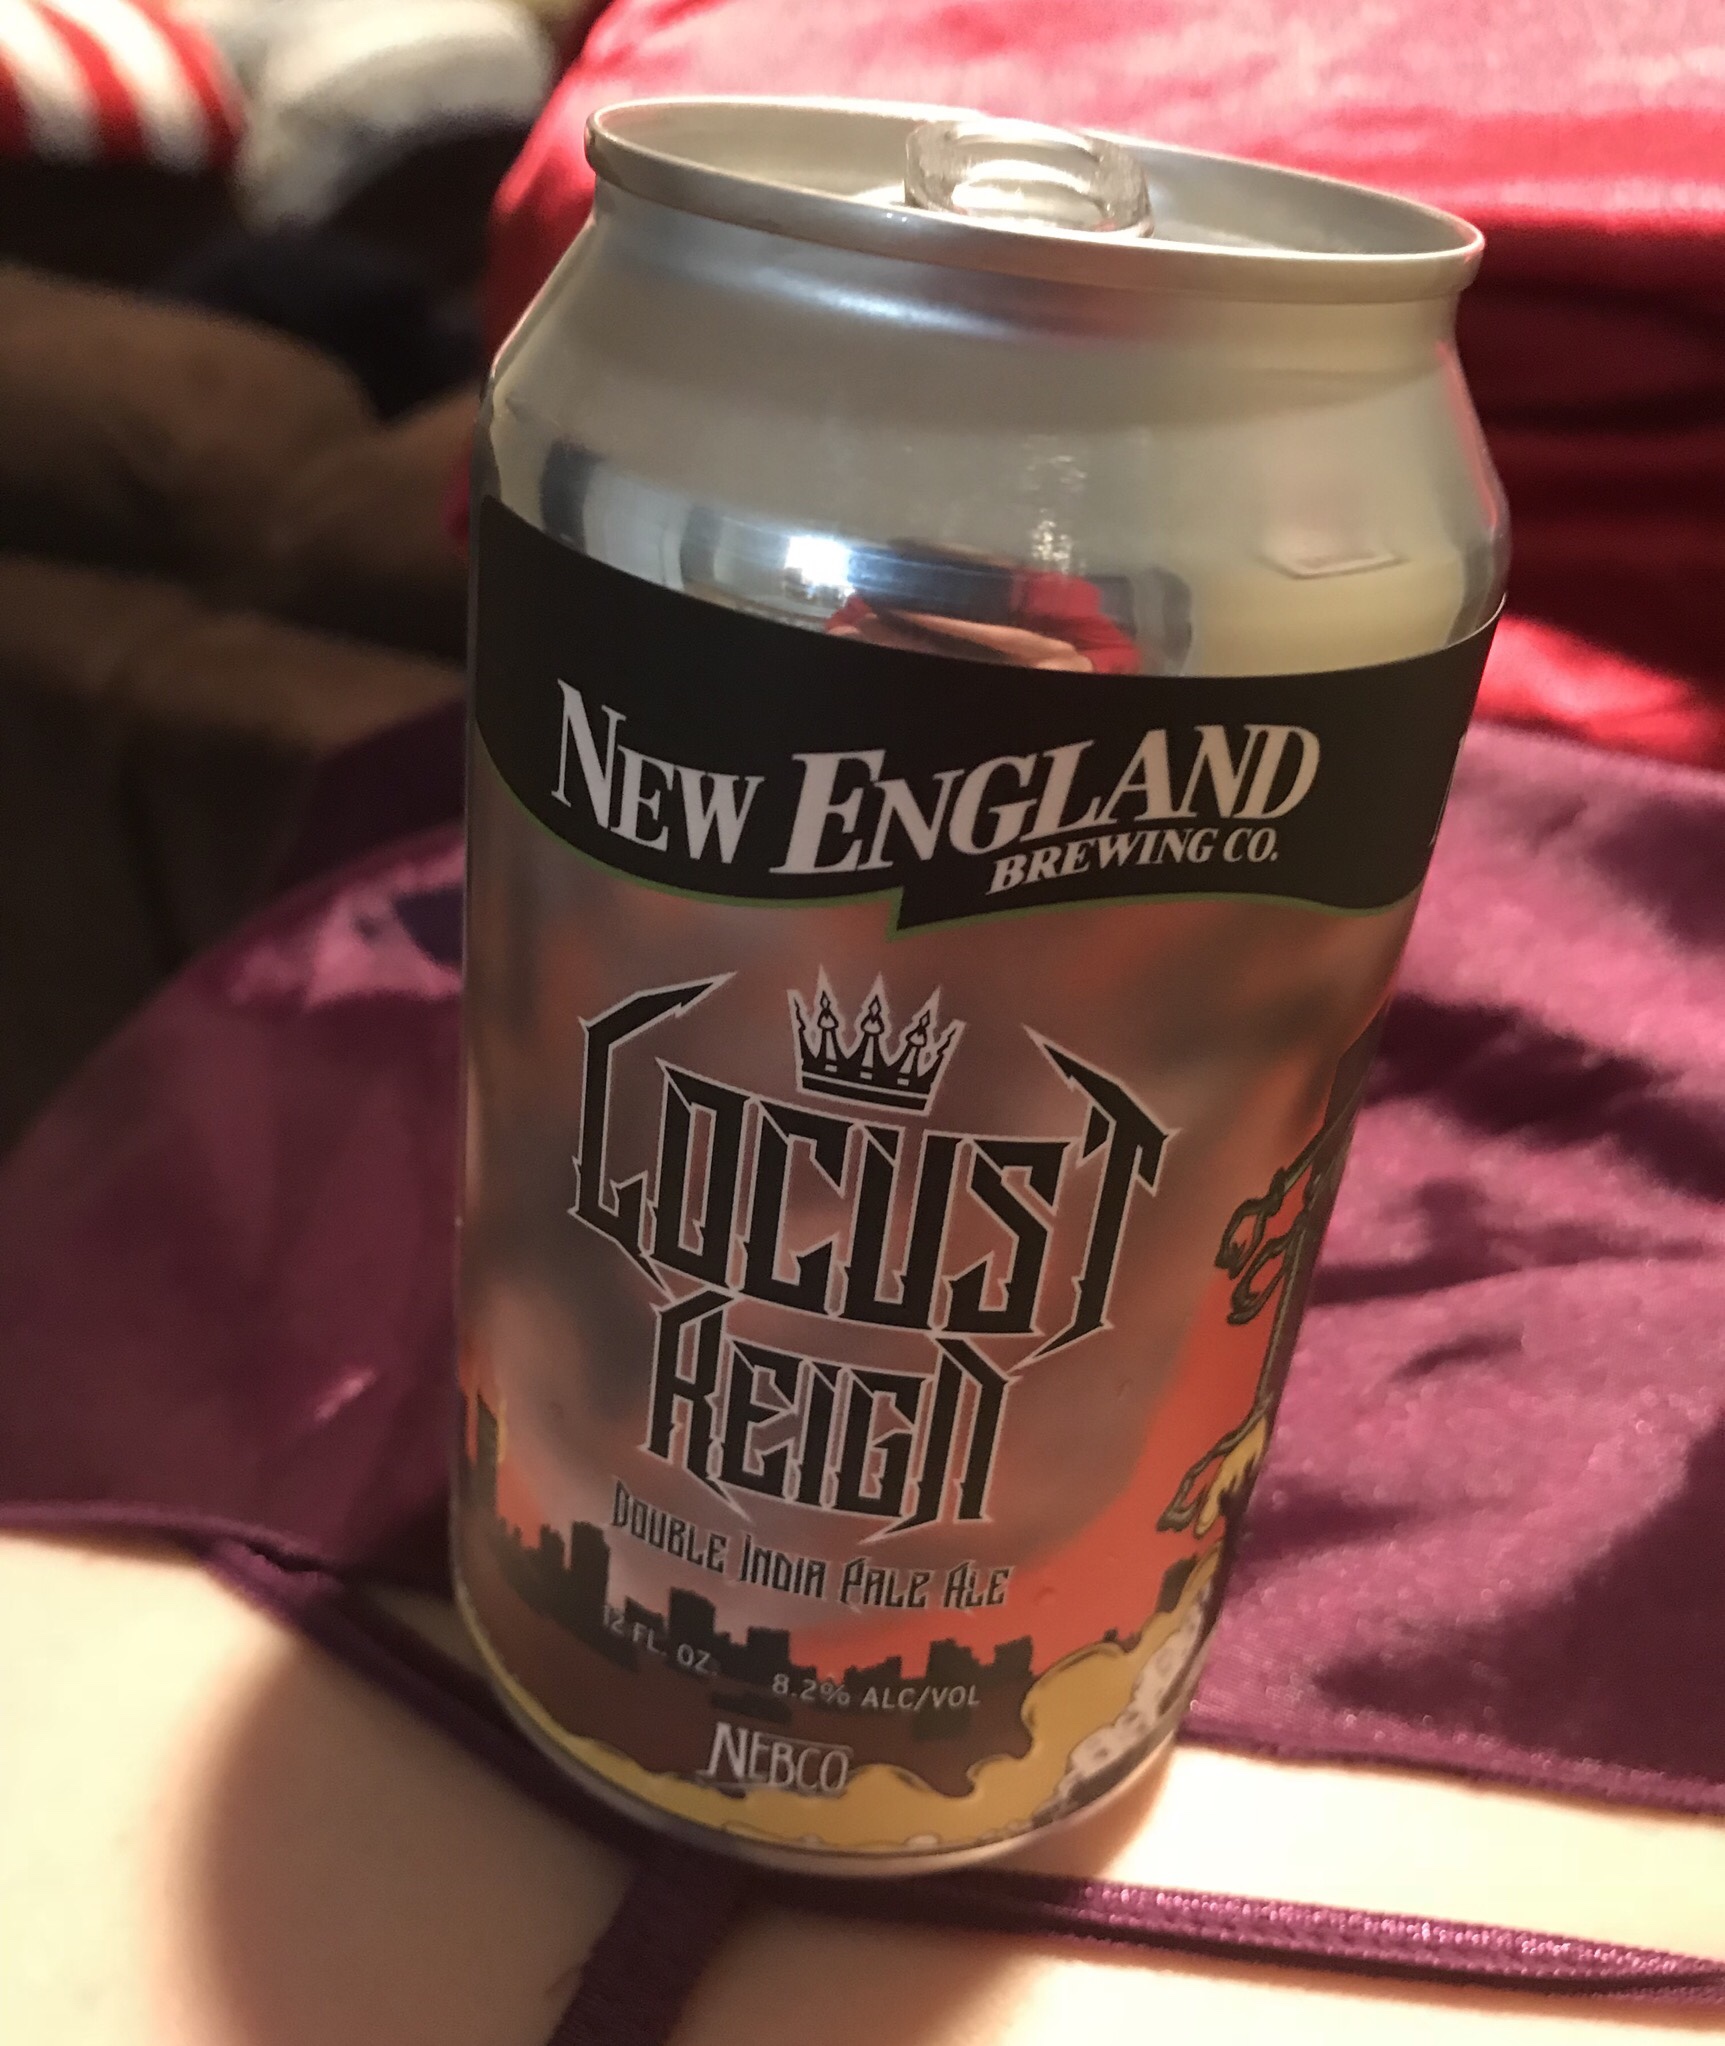 NEW ENGLAND
BREWING CO.
LOCUST
REIGN
DOUBLE INDIA PALE ALE
12 FL. OZ.
8.2% ALC/VOL
NEBCO